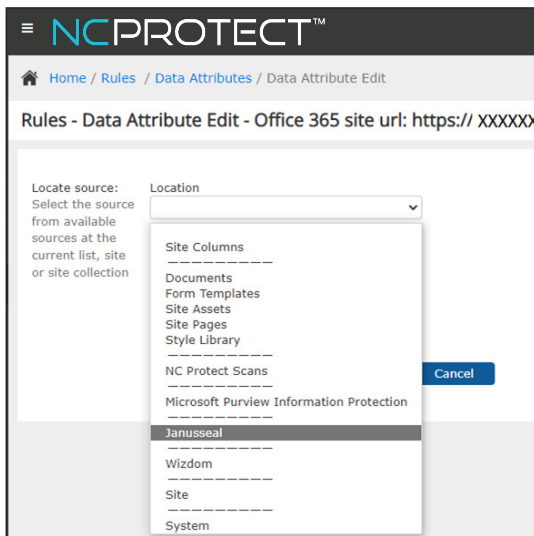 ≡ NCPROTECT™
Home / Rules / Data Attributes / Data Attribute Edit
Rules - Data Attribute Edit - Office 365 site url: https:// XXXXXX
Locate source:
Select the source
from available
sources at the
current list, site
or site collection
Location
Site Columns
—————————
Documents
Form Templates
Site Assets
Site Pages
Style Library
—————————
NC Protect Scans
—————————
Microsoft Purview Information Protection
—————————
Janusseal
—————————
Wizdom
—————————
Site
—————————
System
Cancel